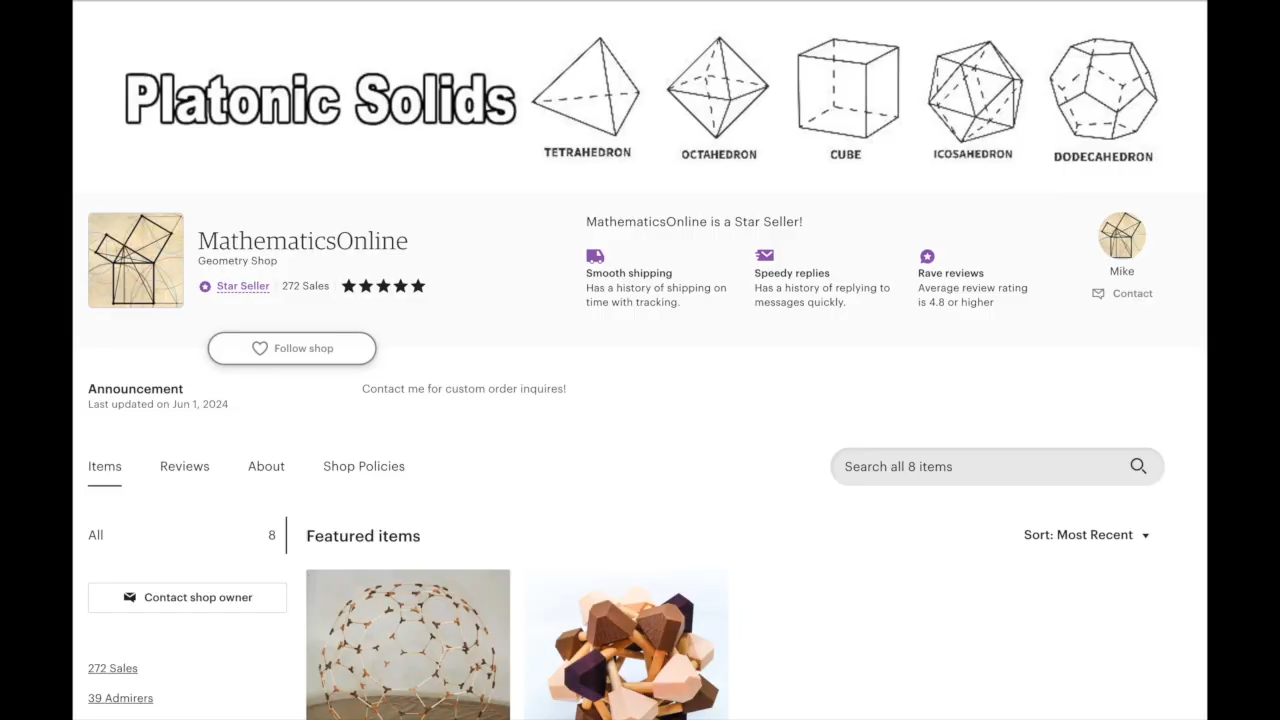 Platonic Solids
TETRAHEDRON
OCTAHEDRON
CUBE
ICOSAHEDRON
DODECAHEDRON
MathematicsOnline
Geometry Shop
Star Seller
272 Sales
MathematicsOnline is a Star Seller!
Smooth shipping
Has a history of shipping on
time with tracking.
Speedy replies
Has a history of replying to
messages quickly.
Rave reviews
Average review rating
is 4.8 or higher
Mike
Contact
Follow shop
Announcement
Last updated on Jun 1, 2024
Contact me for custom order inquires!
Items
Reviews
About
Shop Policies
Search all 8 items
All 8
Featured items
Sort: Most Recent
Contact shop owner
272 Sales
39 Admirers